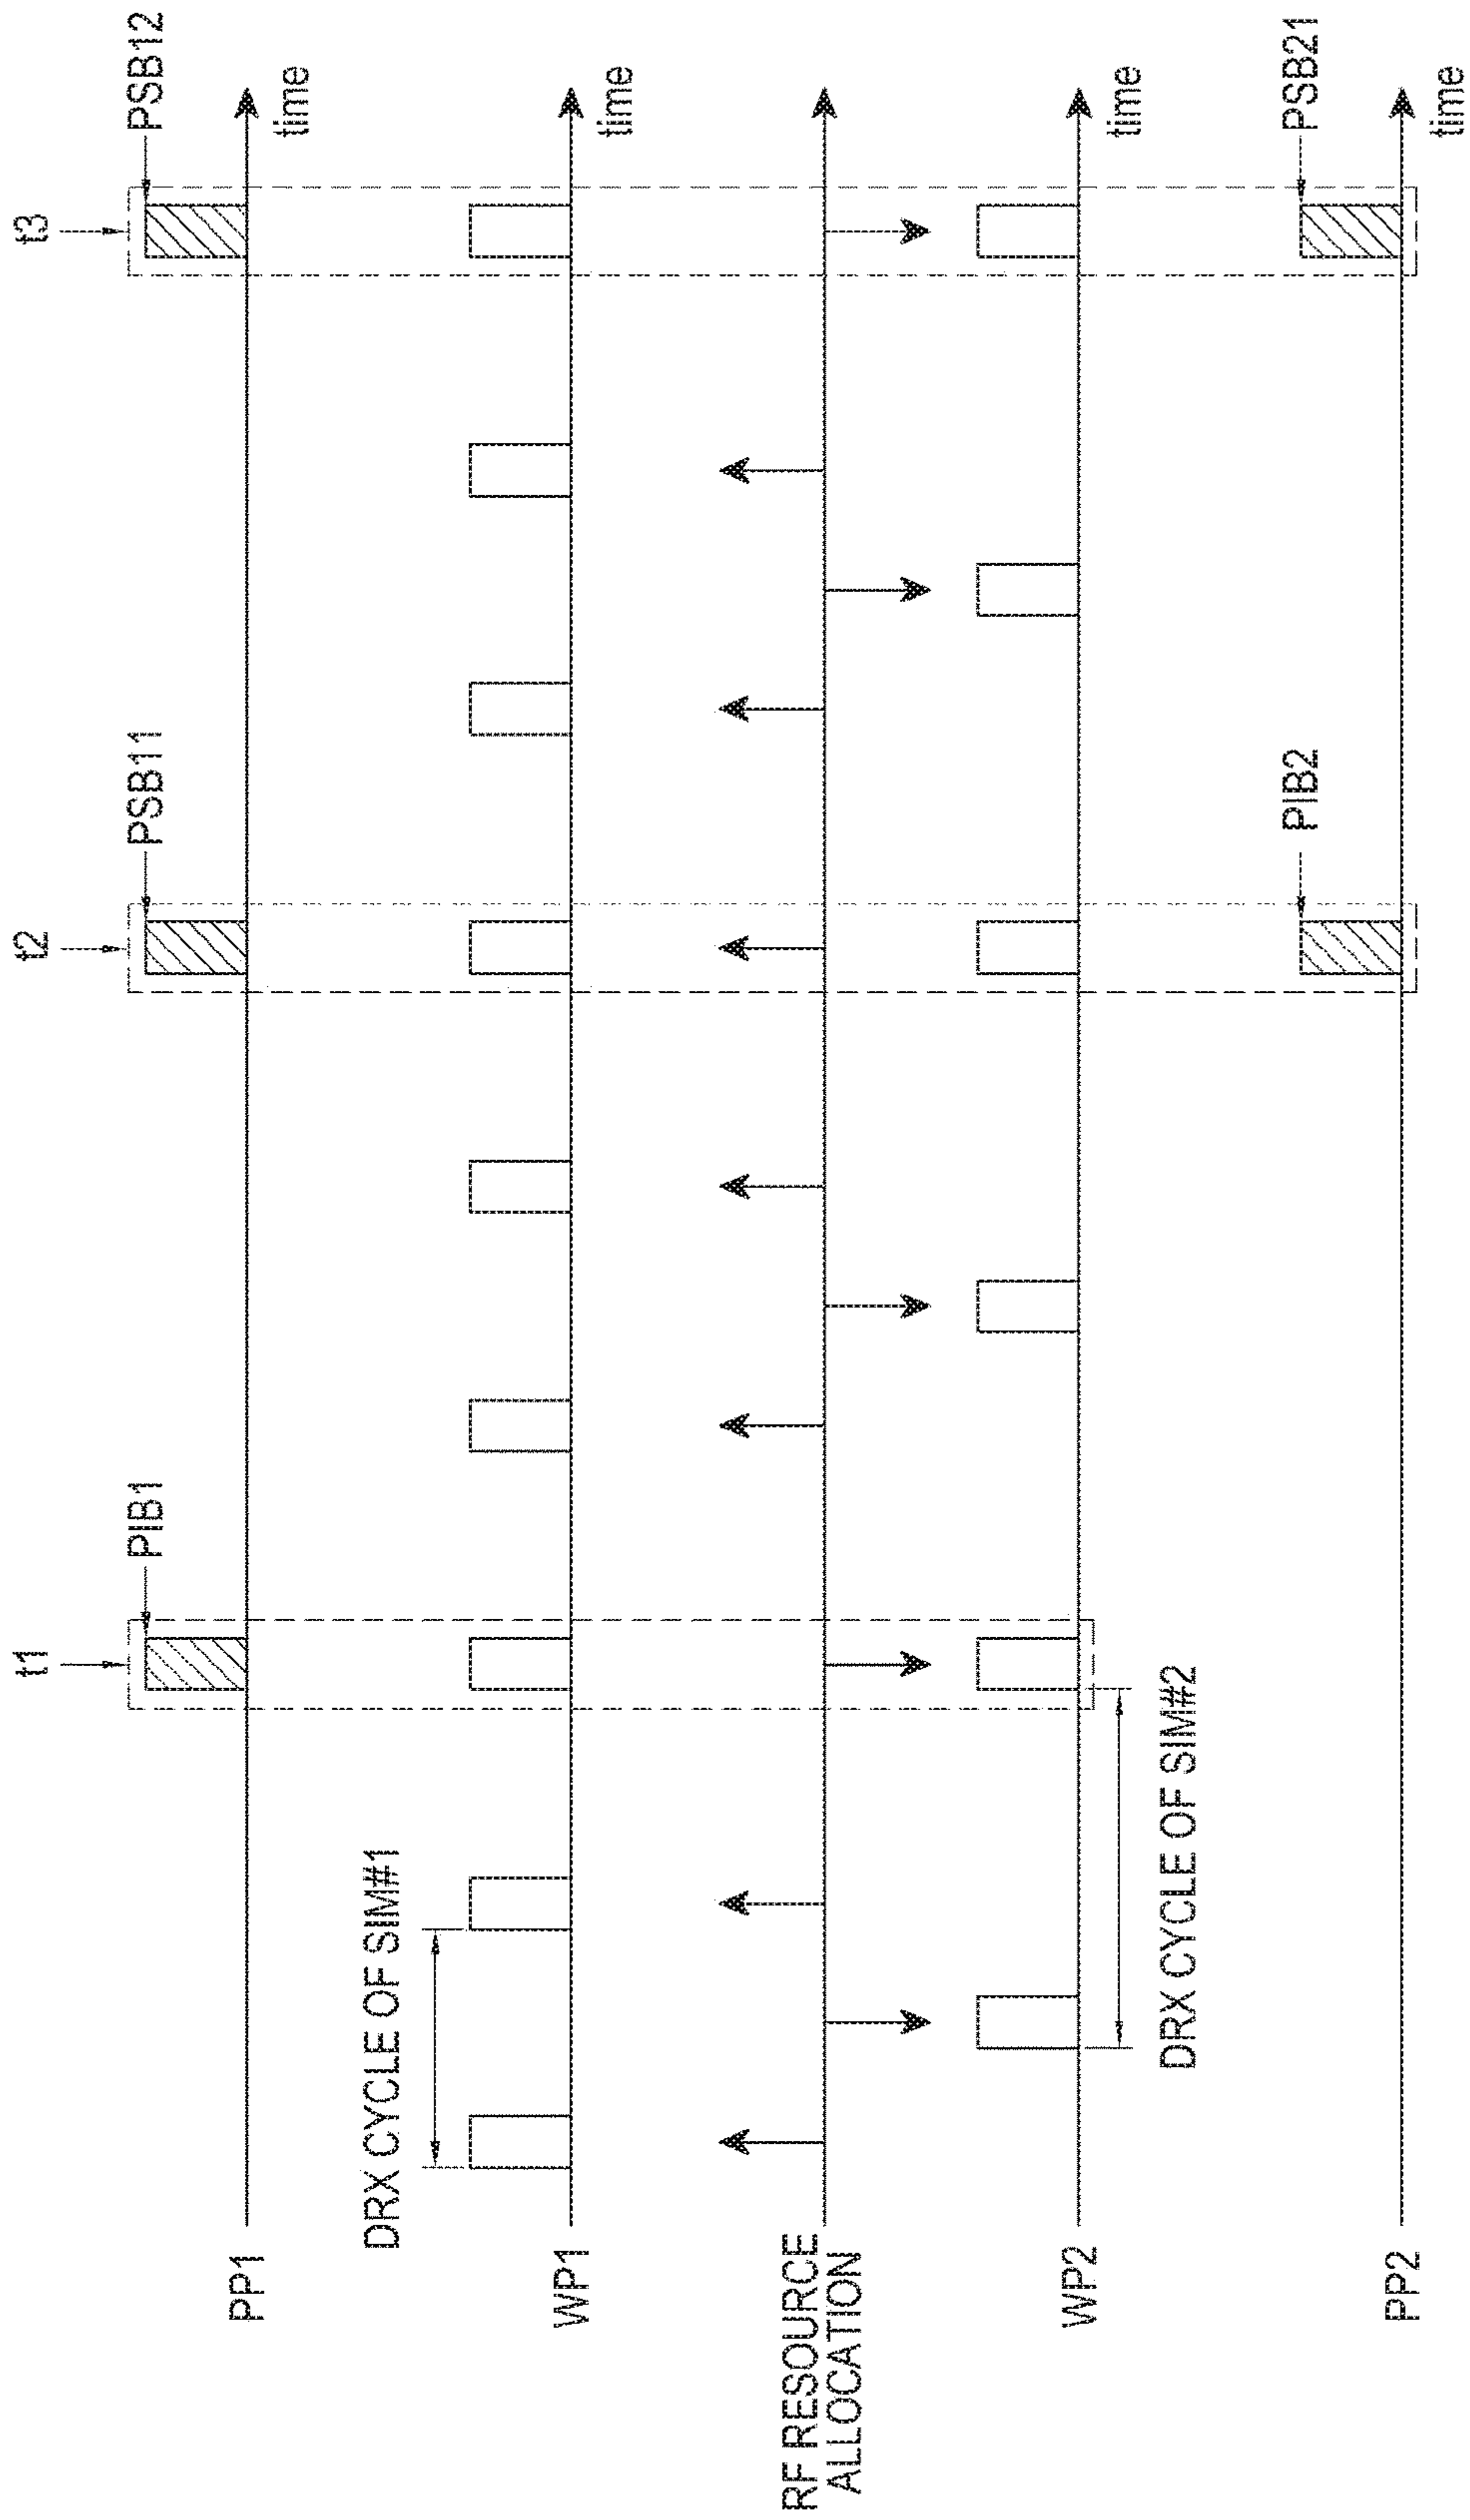 t1
t2
t3
PIB1
PSB11
PSB12
PP1
time
DRX CYCLE OF SIM#1
WP1
time
RF RESOURCE
ALLOCATION
WP2
time
DRX CYCLE OF SIM#2
PIB2
PSB21
PP2
time